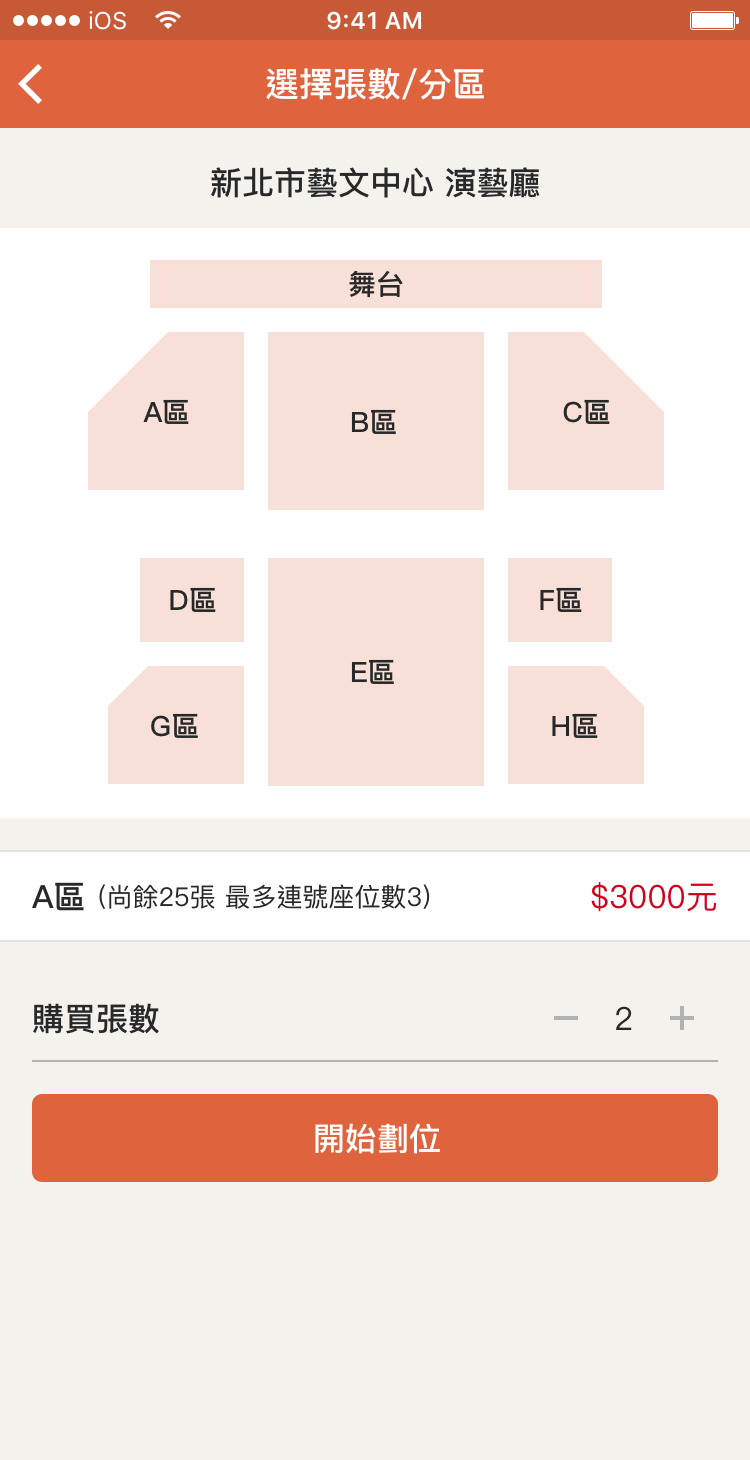 iOS 9:41 AM
選擇張數/分區
新北市藝文中心 演藝廳
舞台
A區 B區 C區
D區 E區 F區
G區 H區
A區 (尚餘25張 最多連號座位數3) $3000元
購買張數 2
開始劃位